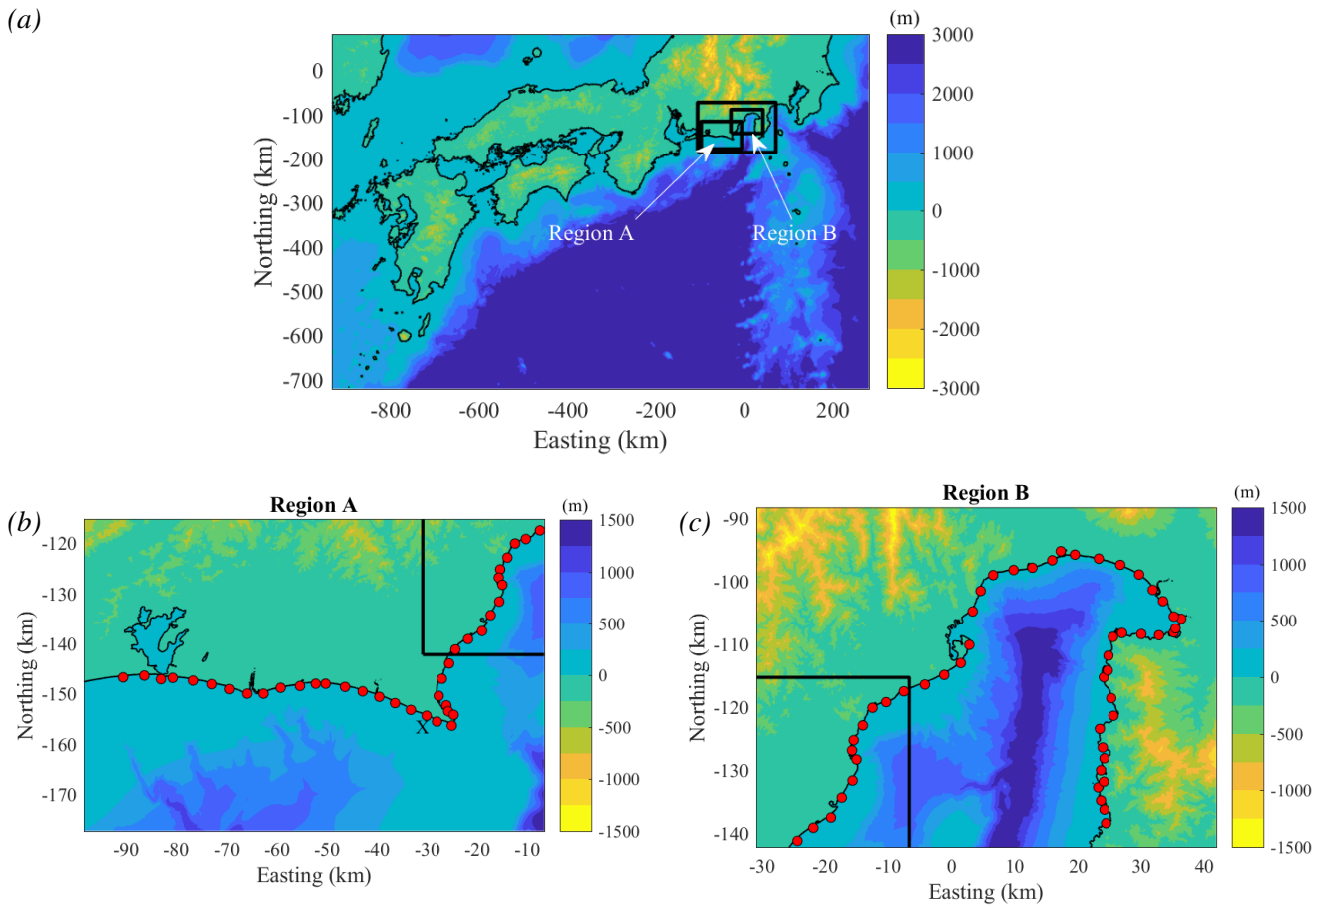 (a)
(m)
3000
2000
1000
0
-1000
-2000
-3000
0
-100
-200
-300
-400
-500
-600
-700
Northing (km)
Region A
Region B
-800 -600 -400 -200 0 200
Easting (km)
(b)
Region A
(m)
1500
1000
500
0
-500
-1000
-1500
-120
-130
-140
-150
-160
-170
Northing (km)
X
-90 -80 -70 -60 -50 -40 -30 -20 -10
Easting (km)
(c)
Region B
(m)
1500
1000
500
0
-500
-1000
-1500
-90
-100
-110
-120
-130
-140
Northing (km)
-30 -20 -10 0 10 20 30 40
Easting (km)